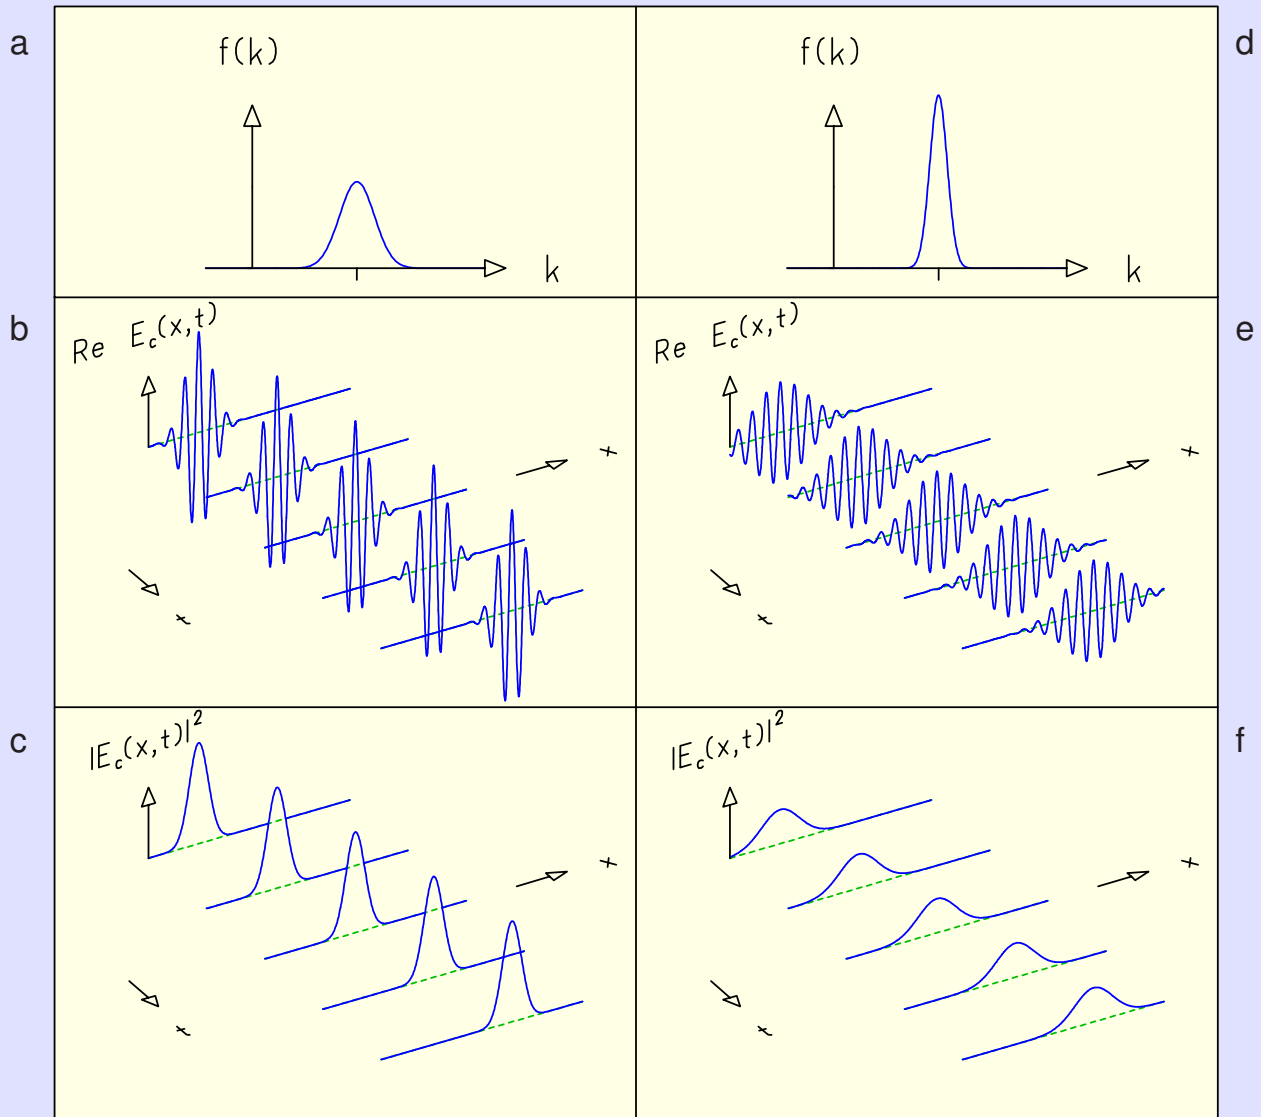 a
f(k)
k
d
f(k)
k
b
Re E_c(x,t)
x
t
e
Re E_c(x,t)
x
t
c
|E_c(x,t)|²
x
t
f
|E_c(x,t)|²
x
t